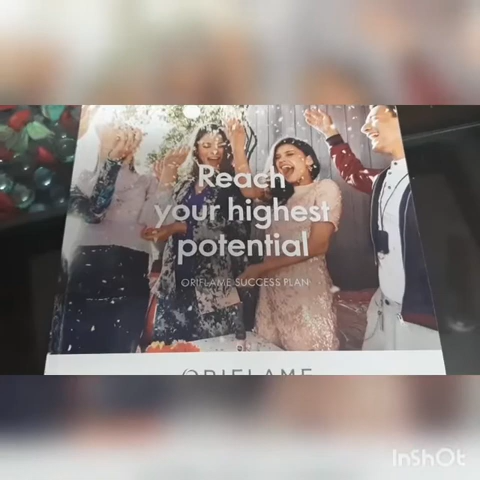 Reach
your highest
potential
ORIFLAME SUCCESS PLAN
ORIFLAME
InShOt